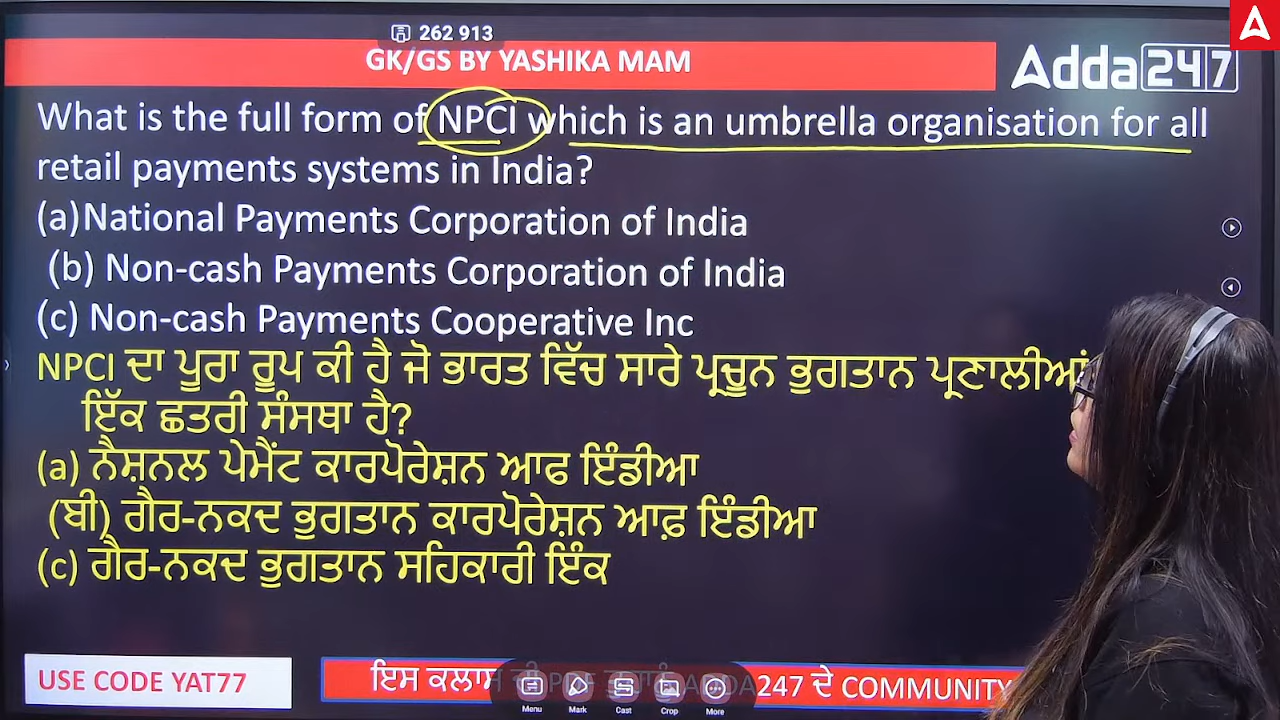 262 913
GK/GS BY YASHIKA MAM
Adda247
What is the full form of NPCI which is an umbrella organisation for all
retail payments systems in India?
(a)National Payments Corporation of India
(b) Non-cash Payments Corporation of India
(c) Non-cash Payments Cooperative Inc
NPCI ਦਾ ਪੂਰਾ ਰੂਪ ਕੀ ਹੈ ਜੋ ਭਾਰਤ ਵਿੱਚ ਸਾਰੇ ਪ੍ਰਚੂਨ ਭੁਗਤਾਨ ਪ੍ਰਣਾਲੀਆਂ
ਇੱਕ ਛਤਰੀ ਸੰਸਥਾ ਹੈ?
(a) ਨੈਸ਼ਨਲ ਪੇਮੈਂਟ ਕਾਰਪੋਰੇਸ਼ਨ ਆਫ ਇੰਡੀਆ
(ਬੀ) ਗੈਰ-ਨਕਦ ਭੁਗਤਾਨ ਕਾਰਪੋਰੇਸ਼ਨ ਆਫ਼ ਇੰਡੀਆ
(c) ਗੈਰ-ਨਕਦ ਭੁਗਤਾਨ ਸਹਿਕਾਰੀ ਇੰਕ
USE CODE YAT77
ਇਸ ਕਲਾਸ ADDA 247 ਦੇ COMMUNITY
Menu Mark Cast Crop More